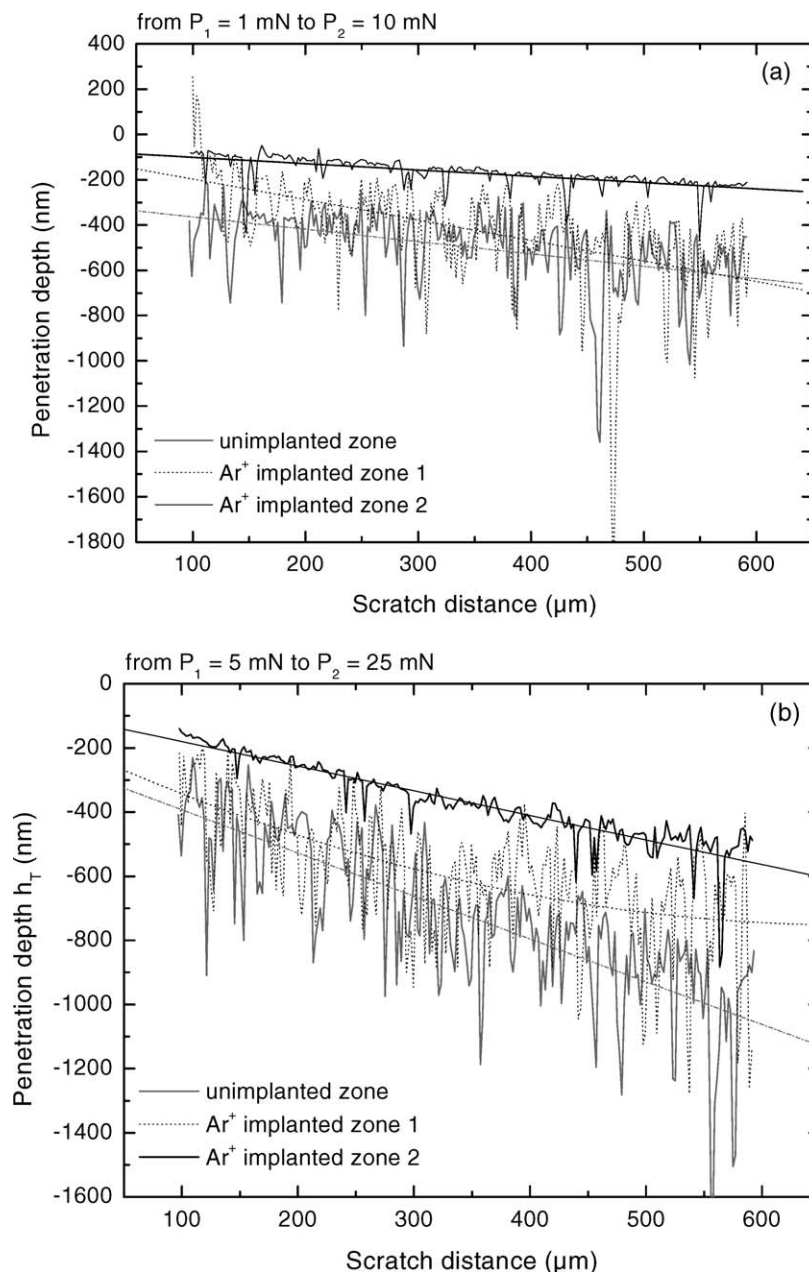 from P₁ = 1 mN to P₂ = 10 mN
(a)
400
200
0
-200
-400
-600
-800
-1000
-1200
-1400
-1600
-1800
Penetration depth (nm)
unimplanted zone
Ar⁺ implanted zone 1
Ar⁺ implanted zone 2
100 200 300 400 500 600
Scratch distance (μm)
from P₁ = 5 mN to P₂ = 25 mN
(b)
0
-200
-400
-600
-800
-1000
-1200
-1400
-1600
Penetration depth h_T (nm)
unimplanted zone
Ar⁺ implanted zone 1
Ar⁺ implanted zone 2
100 200 300 400 500 600
Scratch distance (μm)